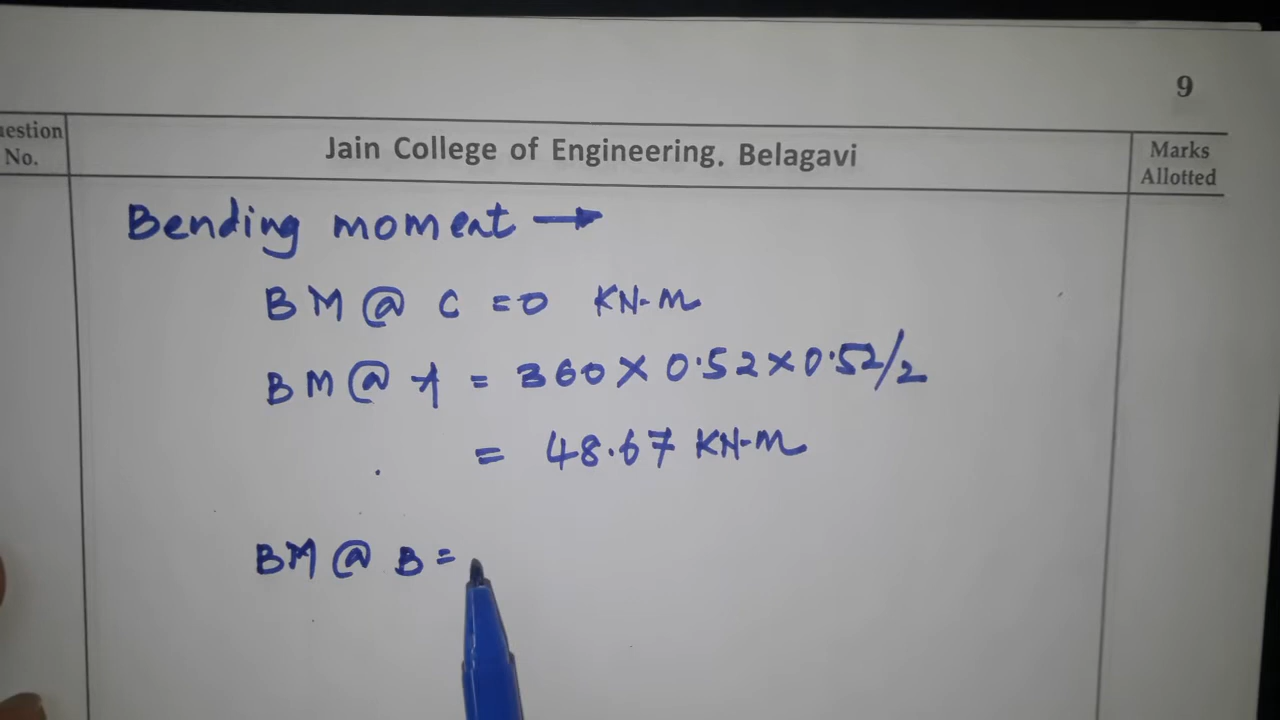 9
uestion
No.
Jain College of Engineering. Belagavi
Marks
Allotted
Bending moment →
BM @ C = 0 KN-m
BM @ A = 360 × 0.52 × 0.52/2
= 48.67 KN-m
BM @ B =